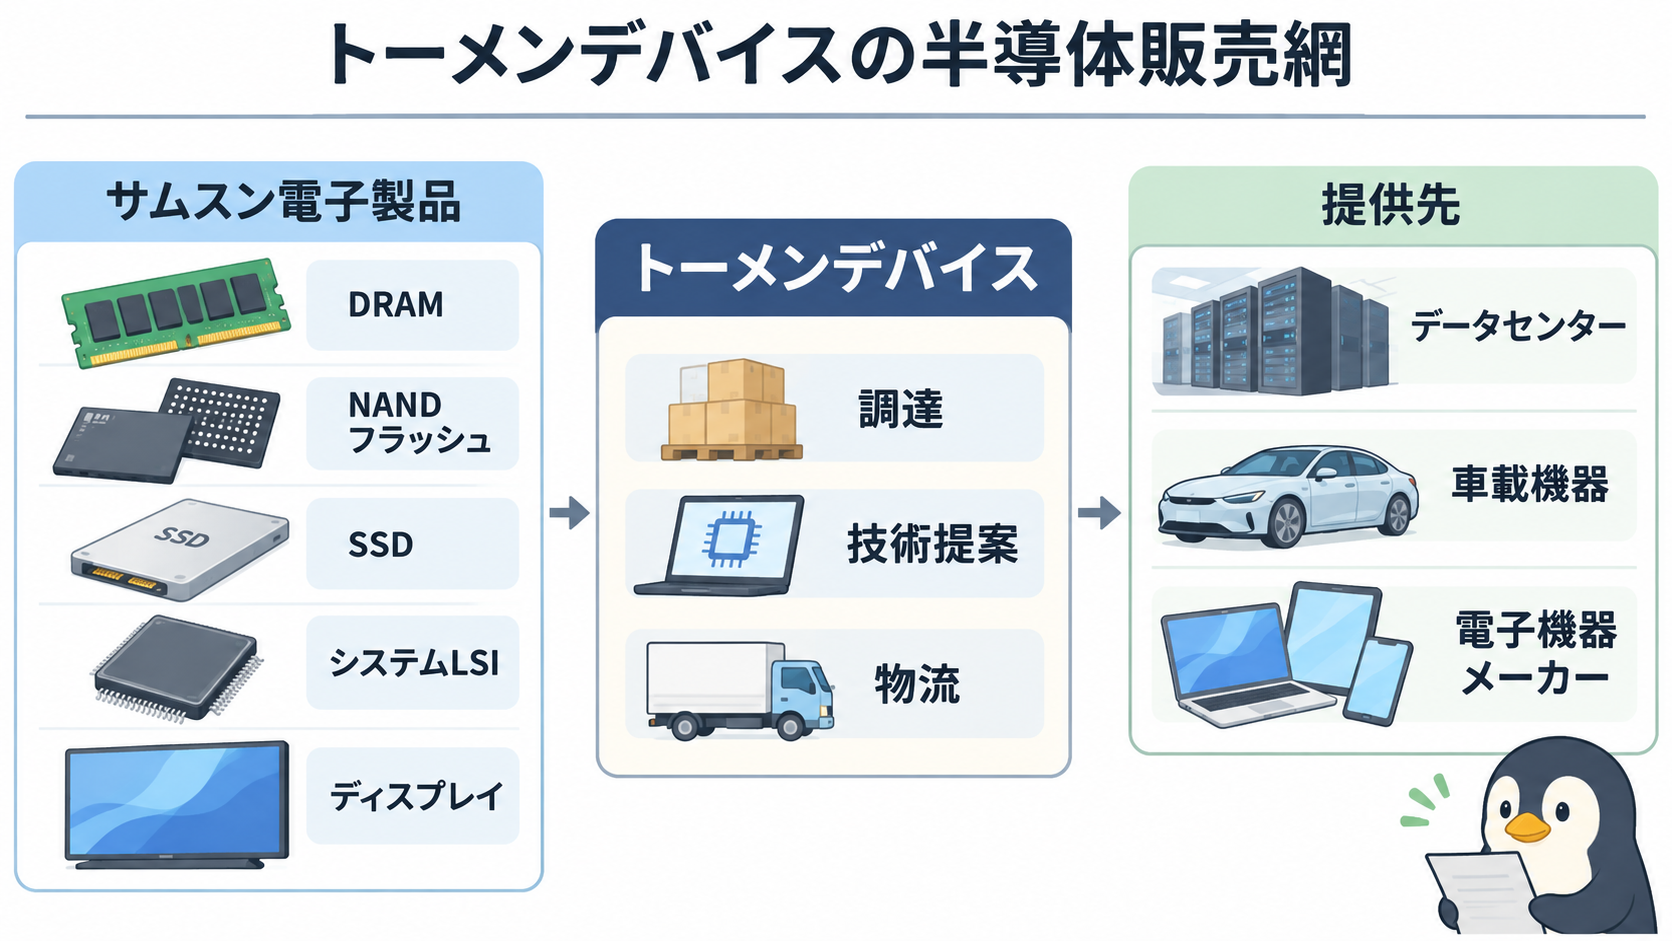 トーメンデバイスの半導体販売網
サムスン電子製品
DRAM
NAND
フラッシュ
SSD
SSD
システムLSI
ディスプレイ
トーメンデバイス
調達
技術提案
物流
提供先
データセンター
車載機器
電子機器
メーカー